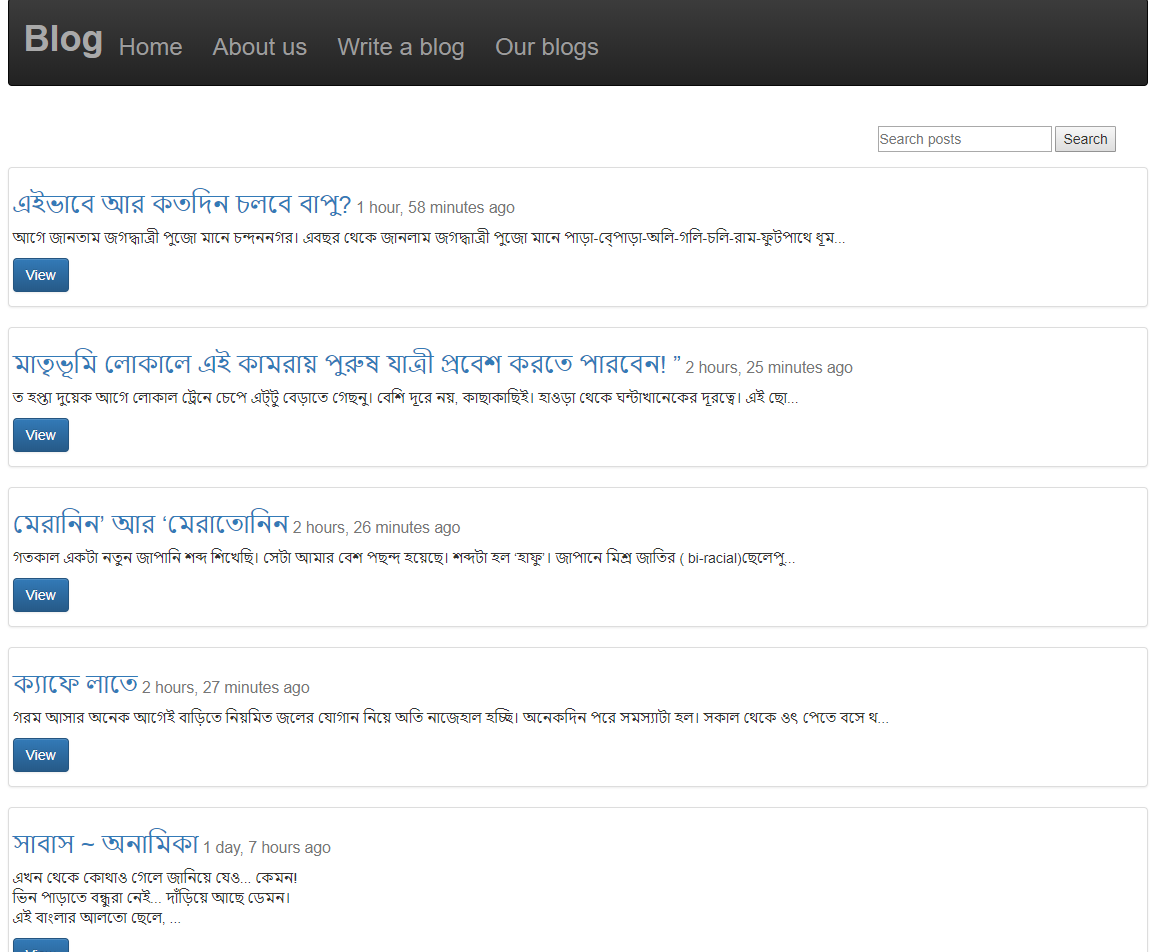 Blog Home About us Write a blog Our blogs
Search posts Search
এইভাবে আর কতদিন চলবে বাপু? 1 hour, 58 minutes ago
আগে জানতাম জগদ্ধাত্রী পুজো মানে চন্দননগর। এবছর থেকে জানলাম জগদ্ধাত্রী পুজো মানে পাড়া-বেপাড়া-অলি-গলি-চলি-রাম-ফুটপাথে ধূম...
View
মাতৃভূমি লোকালে এই কামরায় পুরুষ যাত্রী প্রবেশ করতে পারবেন! ” 2 hours, 25 minutes ago
ত হপ্তা দুয়েক আগে লোকাল ট্রেনে চেপে এট্টু বেড়াতে গেছনু। বেশি দূরে নয়, কাছাকাছিই। হাওড়া থেকে ঘন্টাখানেকের দূরত্বে। এই ছো...
View
মেরানিন’ আর ‘মেরাতোনিন 2 hours, 26 minutes ago
গতকাল একটা নতুন জাপানি শব্দ শিখেছি। সেটা আমার বেশ পছন্দ হয়েছে। শব্দটা হল ‘হাফু’। জাপানে মিশ্র জাতির ( bi-racial)ছেলেপু...
View
ক্যাফে লাতে 2 hours, 27 minutes ago
গরম আসার অনেক আগেই বাড়িতে নিয়মিত জলের যোগান নিয়ে অতি নাজেহাল হচ্ছি। অনেকদিন পরে সমস্যাটা হল। সকাল থেকে ওৎ পেতে বসে থ...
View
সাবাস ~ অনামিকা 1 day, 7 hours ago
এখন থেকে কোথাও গেলে জানিয়ে যেও... কেমন!
ভিন পাড়াতে বন্ধুরা নেই... দাঁড়িয়ে আছে ডেমন।
এই বাংলার আলতো ছেলে, ...
View